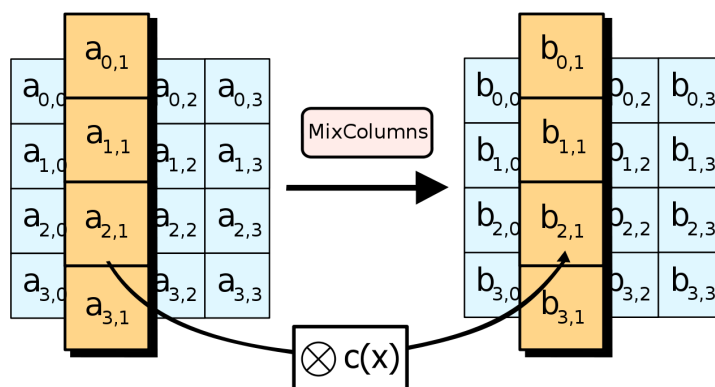 a0,0 a0,1 a0,2 a0,3
a1,0 a1,1 a1,2 a1,3
a2,0 a2,1 a2,2 a2,3
a3,0 a3,1 a3,2 a3,3
MixColumns
b0,0 b0,1 b0,2 b0,3
b1,0 b1,1 b1,2 b1,3
b2,0 b2,1 b2,2 b2,3
b3,0 b3,1 b3,2 b3,3
⊗ c(x)